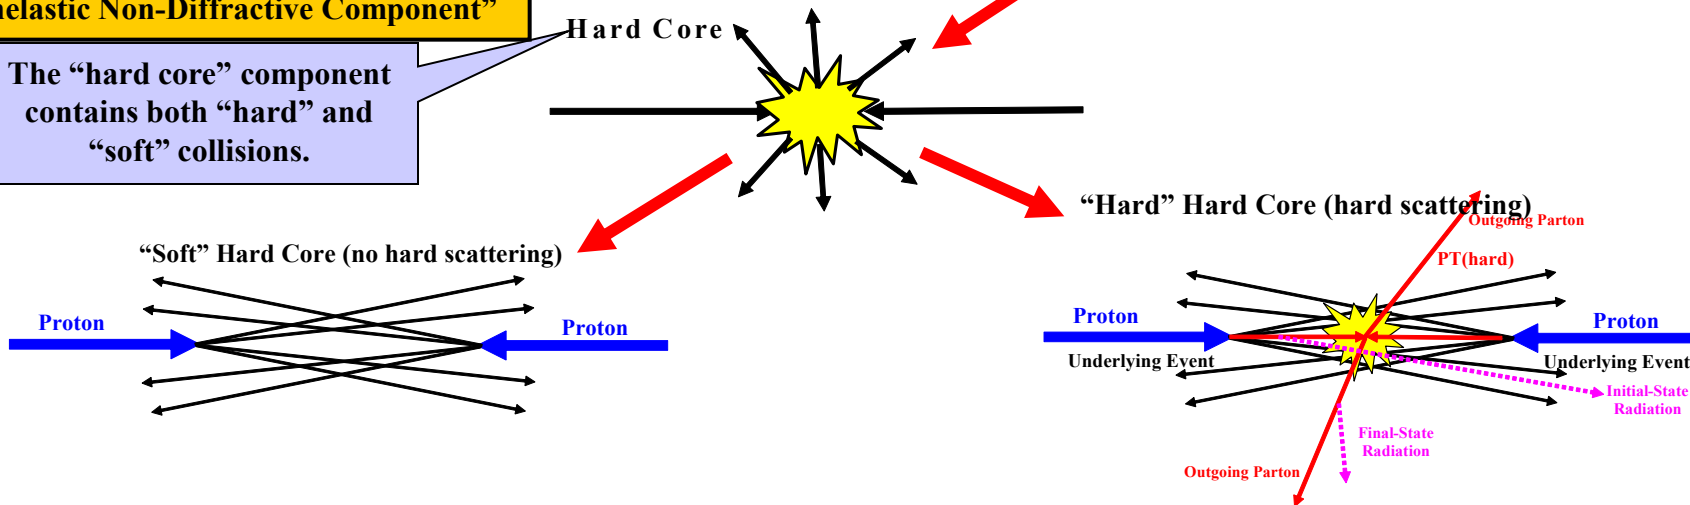 Non-Diffractive Component”
Hard Core
The “hard core” component
contains both “hard” and
“soft” collisions.
“Hard” Hard Core (hard scattering)
Outgoing Parton
“Soft” Hard Core (no hard scattering)
PT(hard)
Proton
Proton
Proton
Proton
Underlying Event
Underlying Event
Initial-State
Radiation
Final-State
Radiation
Outgoing Parton